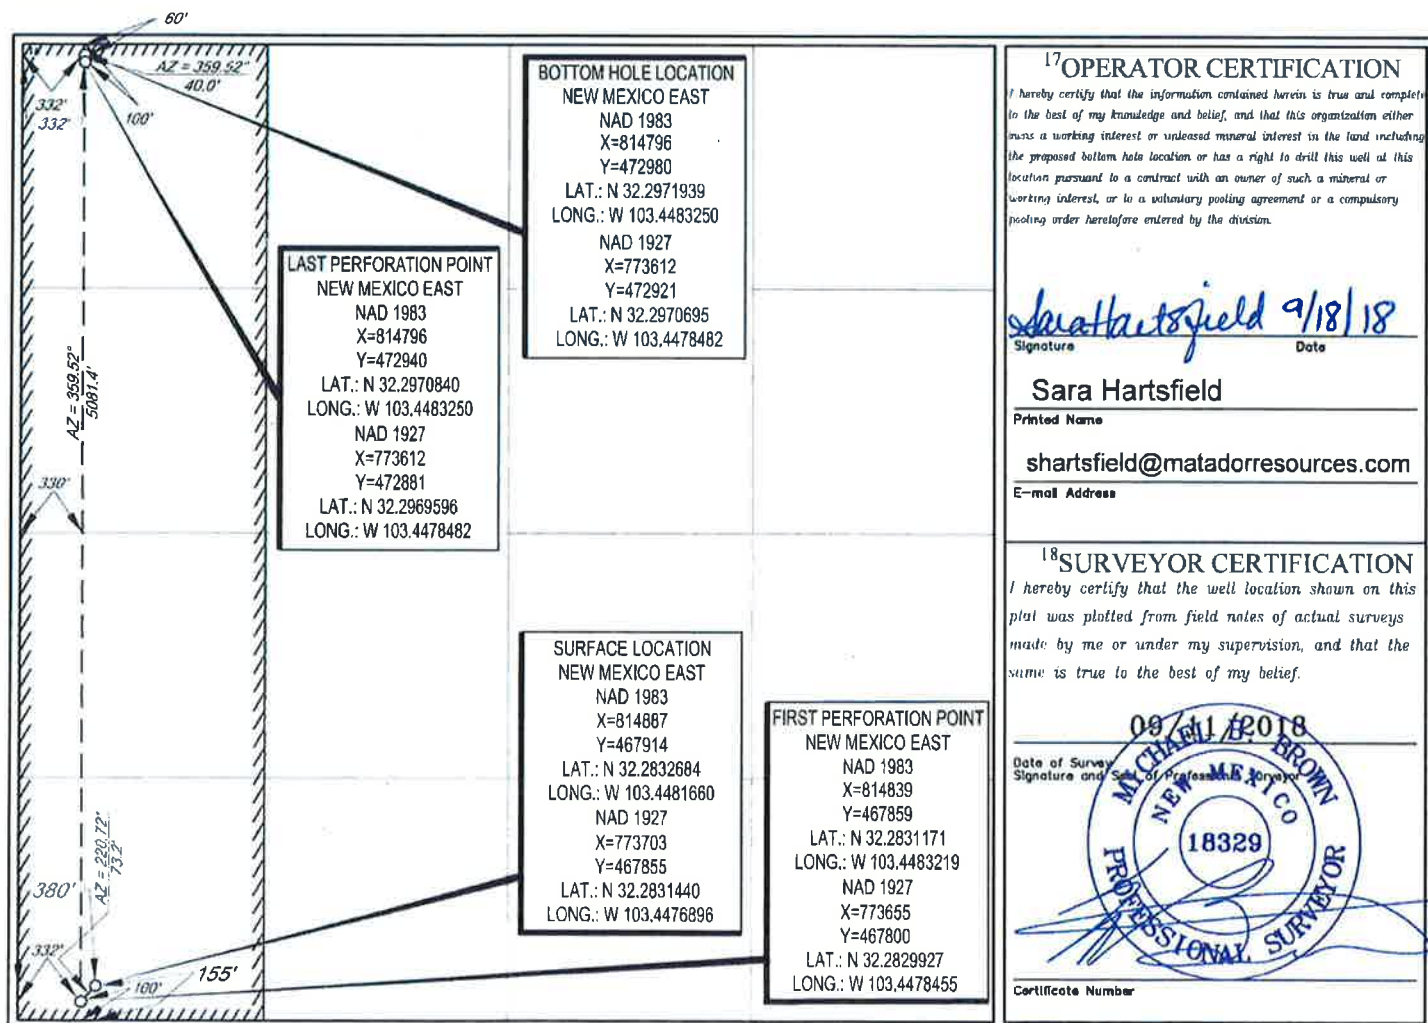 60'
AZ = 359.52°
40.0'
332'
332'
100'
BOTTOM HOLE LOCATION
NEW MEXICO EAST
NAD 1983
X=814796
Y=472980
LAT.: N 32.2971939
LONG.: W 103.4483250
NAD 1927
X=773612
Y=472921
LAT.: N 32.2970695
LONG.: W 103.4478482
LAST PERFORATION POINT
NEW MEXICO EAST
NAD 1983
X=814796
Y=472940
LAT.: N 32.2970840
LONG.: W 103.4483250
NAD 1927
X=773612
Y=472881
LAT.: N 32.2969596
LONG.: W 103.4478482
AZ = 359.52°
5081.4'
330'
SURFACE LOCATION
NEW MEXICO EAST
NAD 1983
X=814887
Y=467914
LAT.: N 32.2832684
LONG.: W 103.4481660
NAD 1927
X=773703
Y=467855
LAT.: N 32.2831440
LONG.: W 103.4476896
FIRST PERFORATION POINT
NEW MEXICO EAST
NAD 1983
X=814839
Y=467859
LAT.: N 32.2831171
LONG.: W 103.4483219
NAD 1927
X=773655
Y=467800
LAT.: N 32.2829927
LONG.: W 103.4478455
AZ = 220.72°
73.2'
380'
332'
100'
155'
17OPERATOR CERTIFICATION
I hereby certify that the information contained herein is true and complete
to the best of my knowledge and belief, and that this organization either
owns a working interest or unleased mineral interest in the land including
the proposed bottom hole location or has a right to drill this well at this
location pursuant to a contract with an owner of such a mineral or
working interest, or to a voluntary pooling agreement or a compulsory
pooling order heretofore entered by the division.
Sara Hartsfield 9/18/18
Signature Date
Sara Hartsfield
Printed Name
shartsfield@matadorresources.com
E-mail Address
18SURVEYOR CERTIFICATION
I hereby certify that the well location shown on this
plat was plotted from field notes of actual surveys
made by me or under my supervision, and that the
same is true to the best of my belief.
09/11/2018
Date of Survey
Signature and Seal of Professional Surveyor
MICHAEL B. BROWN
NEW MEXICO
18329
PROFESSIONAL SURVEYOR
Certificate Number